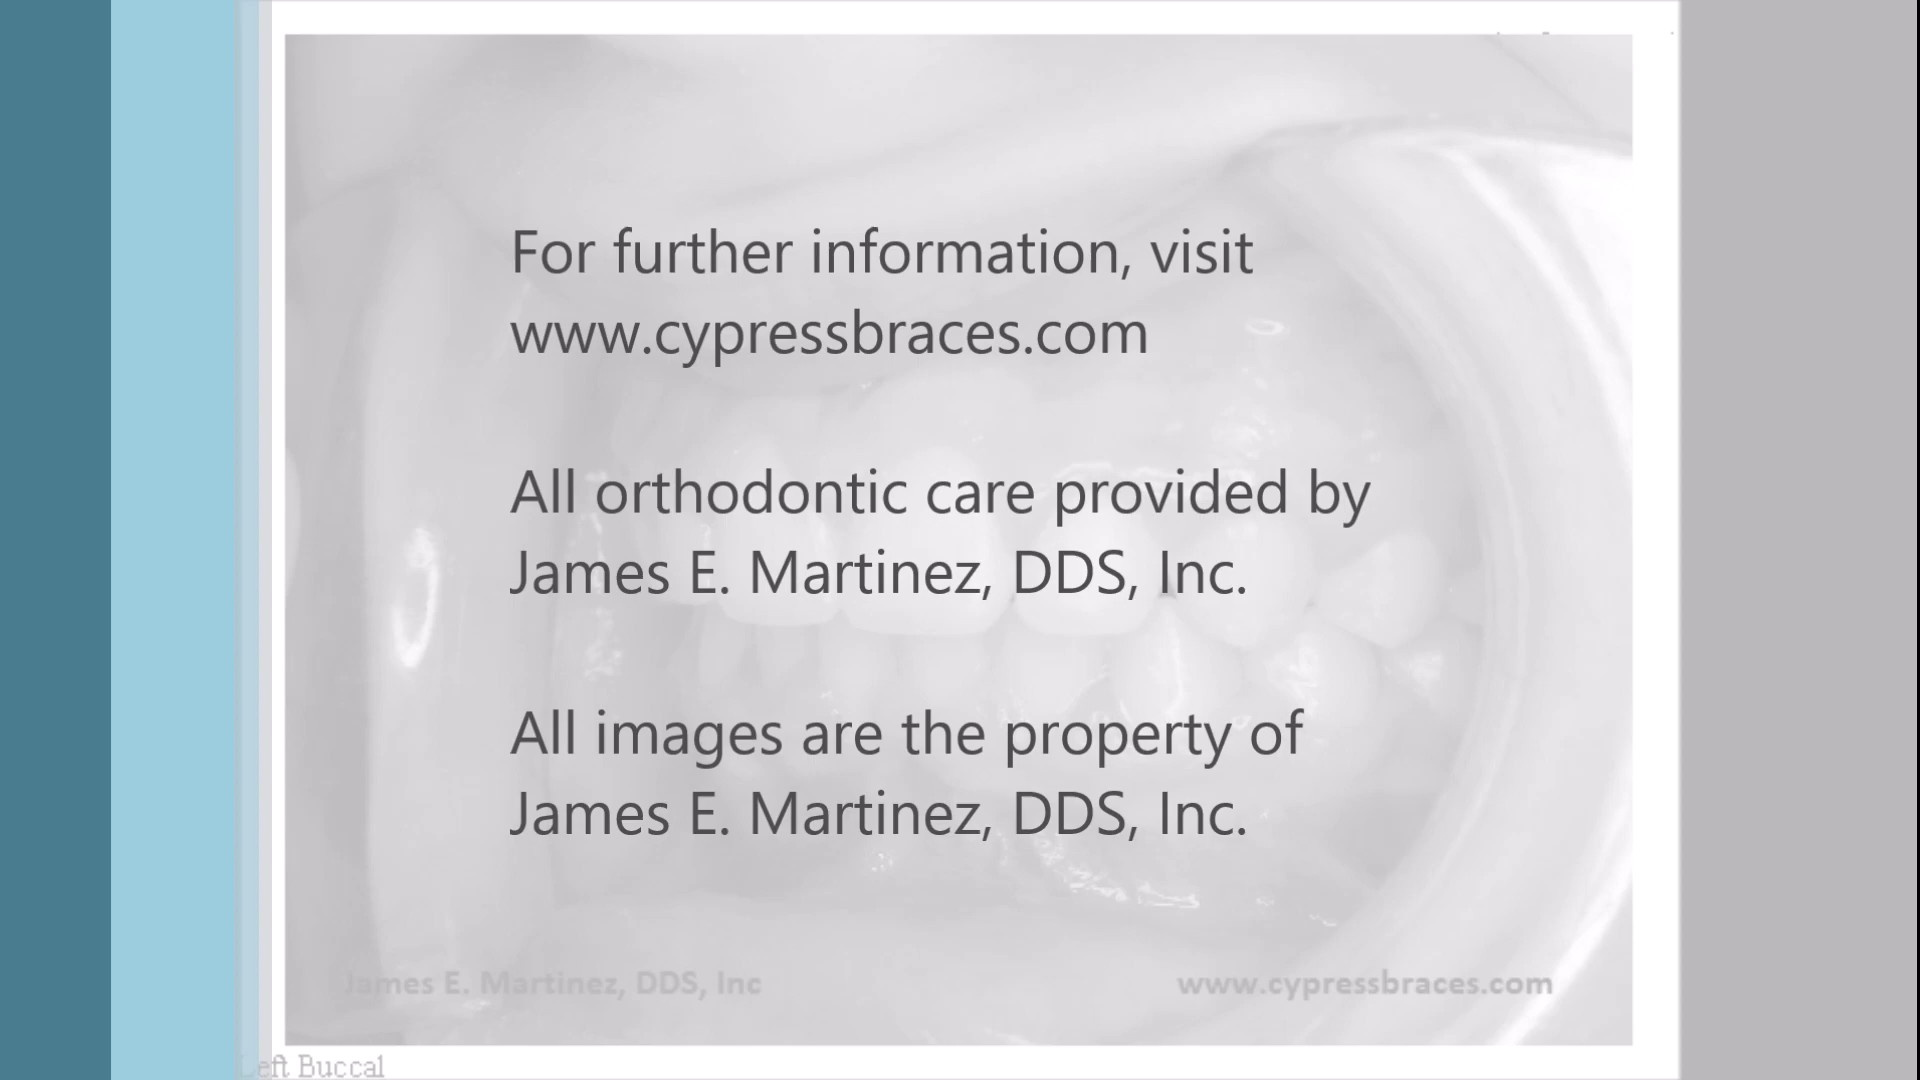 For further information, visit
www.cypressbraces.com
All orthodontic care provided by
James E. Martinez, DDS, Inc.
All images are the property of
James E. Martinez, DDS, Inc.
James E. Martinez, DDS, Inc
www.cypressbraces.com
Left Buccal